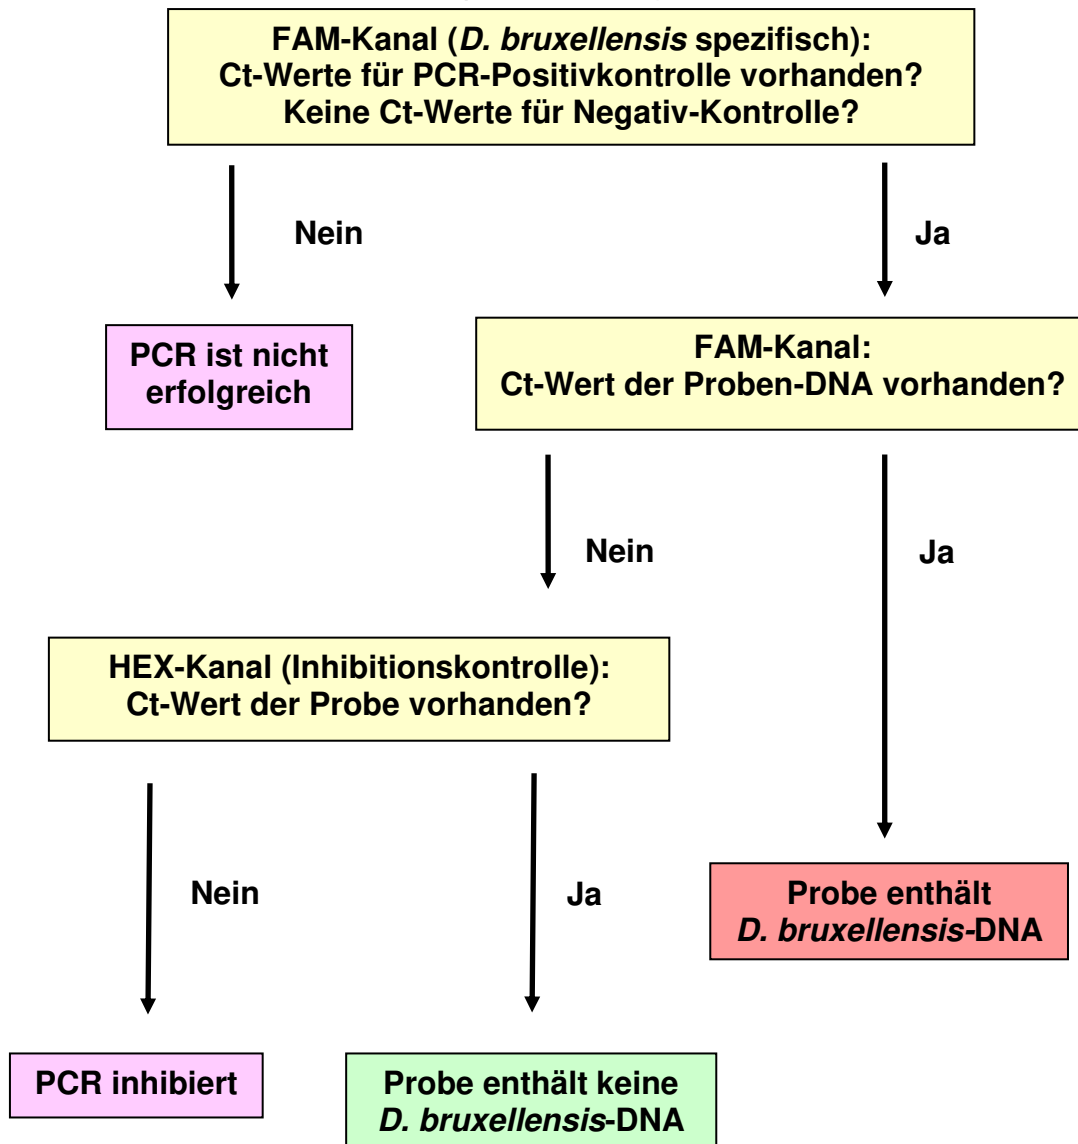 FAM-Kanal (D. bruxellensis spezifisch):
Ct-Werte für PCR-Positivkontrolle vorhanden?
Keine Ct-Werte für Negativ-Kontrolle?
Nein
Ja
PCR ist nicht
erfolgreich
FAM-Kanal:
Ct-Wert der Proben-DNA vorhanden?
Nein
Ja
HEX-Kanal (Inhibitionskontrolle):
Ct-Wert der Probe vorhanden?
Nein
Ja
Probe enthält
D. bruxellensis-DNA
PCR inhibiert
Probe enthält keine
D. bruxellensis-DNA